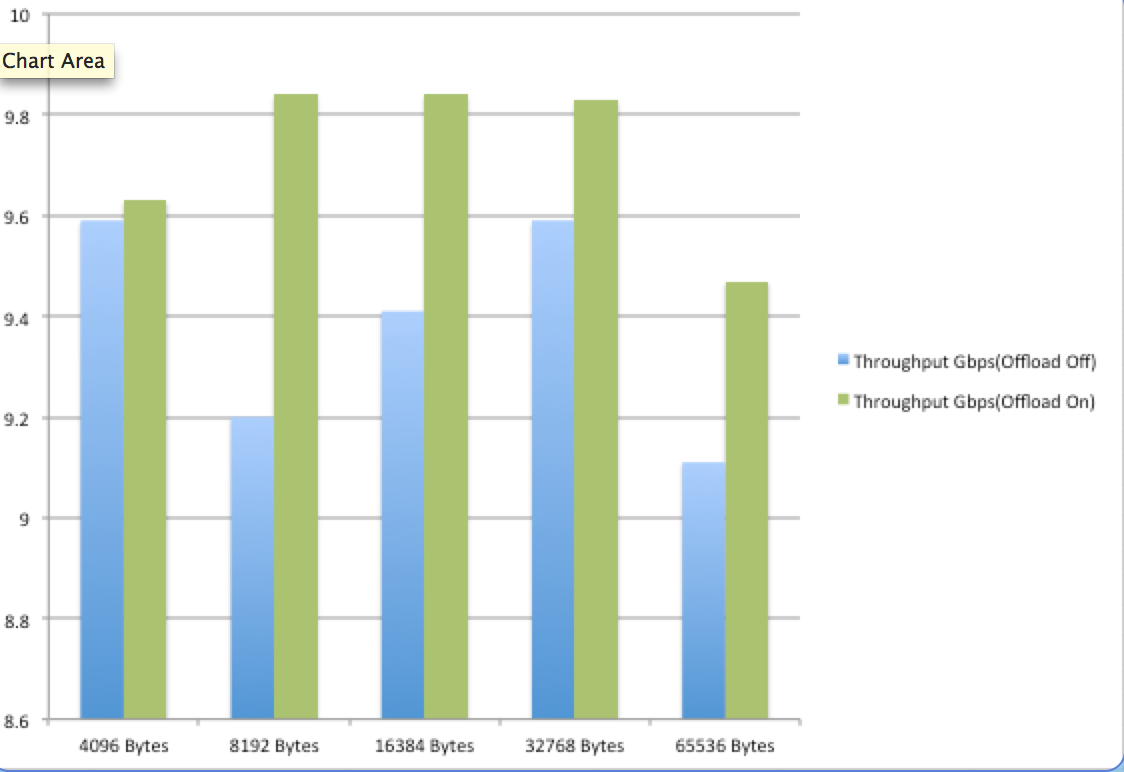 10
Chart Area
9.8
9.6
9.4
9.2
9
8.8
8.6
4096 Bytes 8192 Bytes 16384 Bytes 32768 Bytes 65536 Bytes
Throughput Gbps(Offload Off)
Throughput Gbps(Offload On)